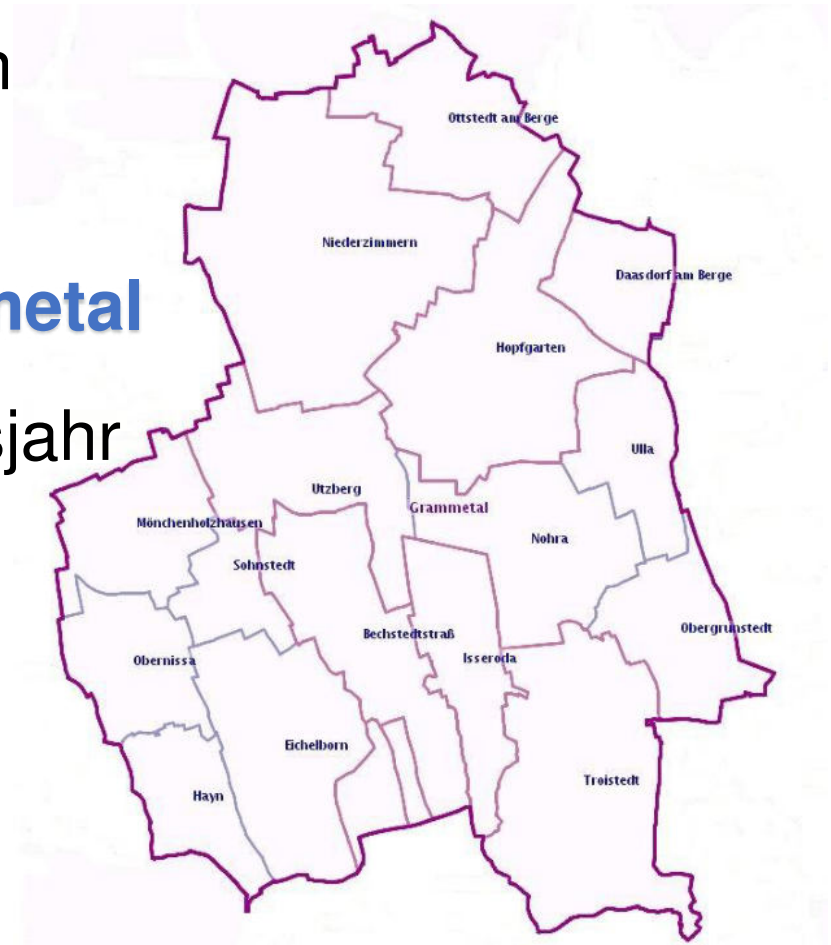 n
Ottstedt am Berge
Niederzimmern
Daasdorf am Berge
netal
Hopfgarten
sjahr
Ulla
Utzberg
Grammetal
Mönchenholzhausen
Nohra
Sohnstedt
Obergrunstedt
Bechstedtstraß
Isseroda
Obernissa
Eichelborn
Troistedt
Hayn